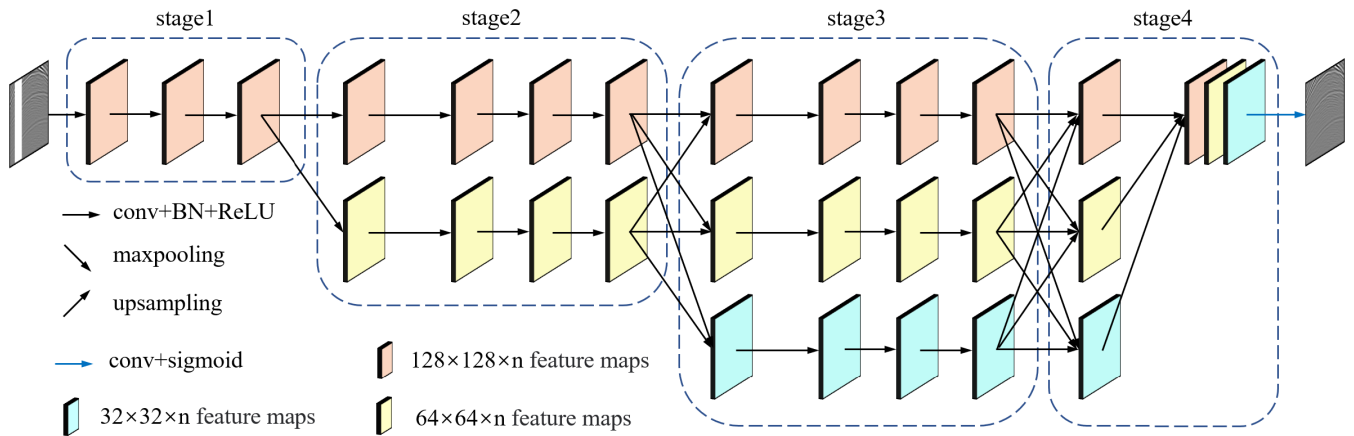 stage1
stage2
stage3
stage4
conv+BN+ReLU
maxpooling
upsampling
conv+sigmoid
128×128×n feature maps
32×32×n feature maps
64×64×n feature maps